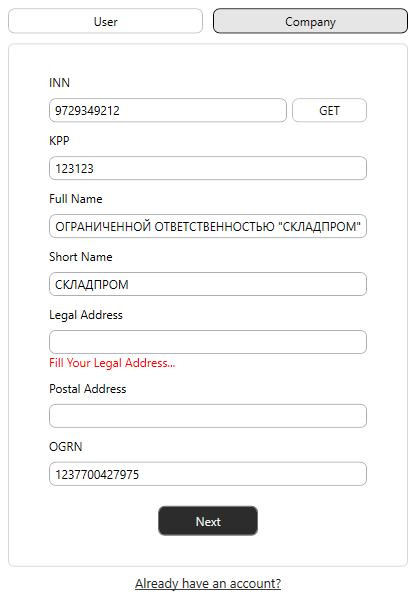 User
Company
INN
9729349212
GET
KPP
123123
Full Name
ОГРАНИЧЕННОЙ ОТВЕТСТВЕННОСТЬЮ "СКЛАДПРОМ"
Short Name
СКЛАДПРОМ
Legal Address
Fill Your Legal Address...
Postal Address
OGRN
1237700427975
Next
Already have an account?